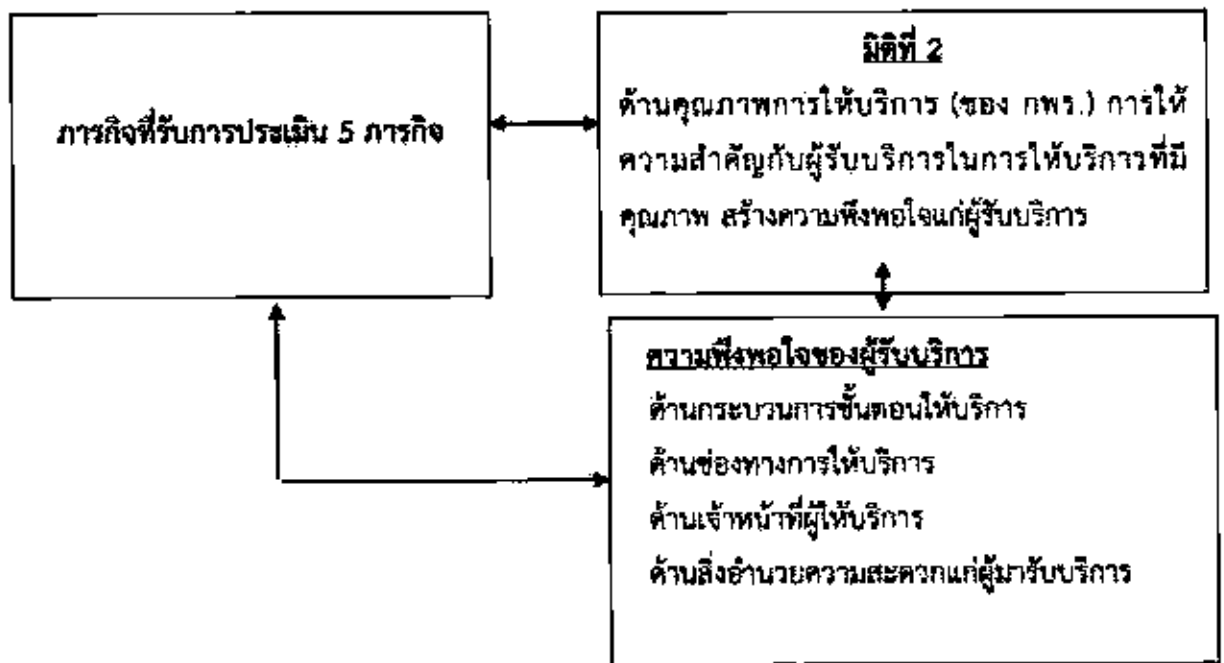 ภารกิจที่รับการประเมิน 5 ภารกิจ
มิติที่ 2
ด้านคุณภาพการให้บริการ (ของ กพร.) การให้
ความสำคัญกับผู้รับบริการในการให้บริการที่มี
คุณภาพ สร้างความพึงพอใจแก่ผู้รับบริการ
ความพึงพอใจของผู้รับบริการ
ด้านกระบวนการขั้นตอนให้บริการ
ด้านช่องทางการให้บริการ
ด้านเจ้าหน้าที่ผู้ให้บริการ
ด้านสิ่งอำนวยความสะดวกแก่ผู้มารับบริการ